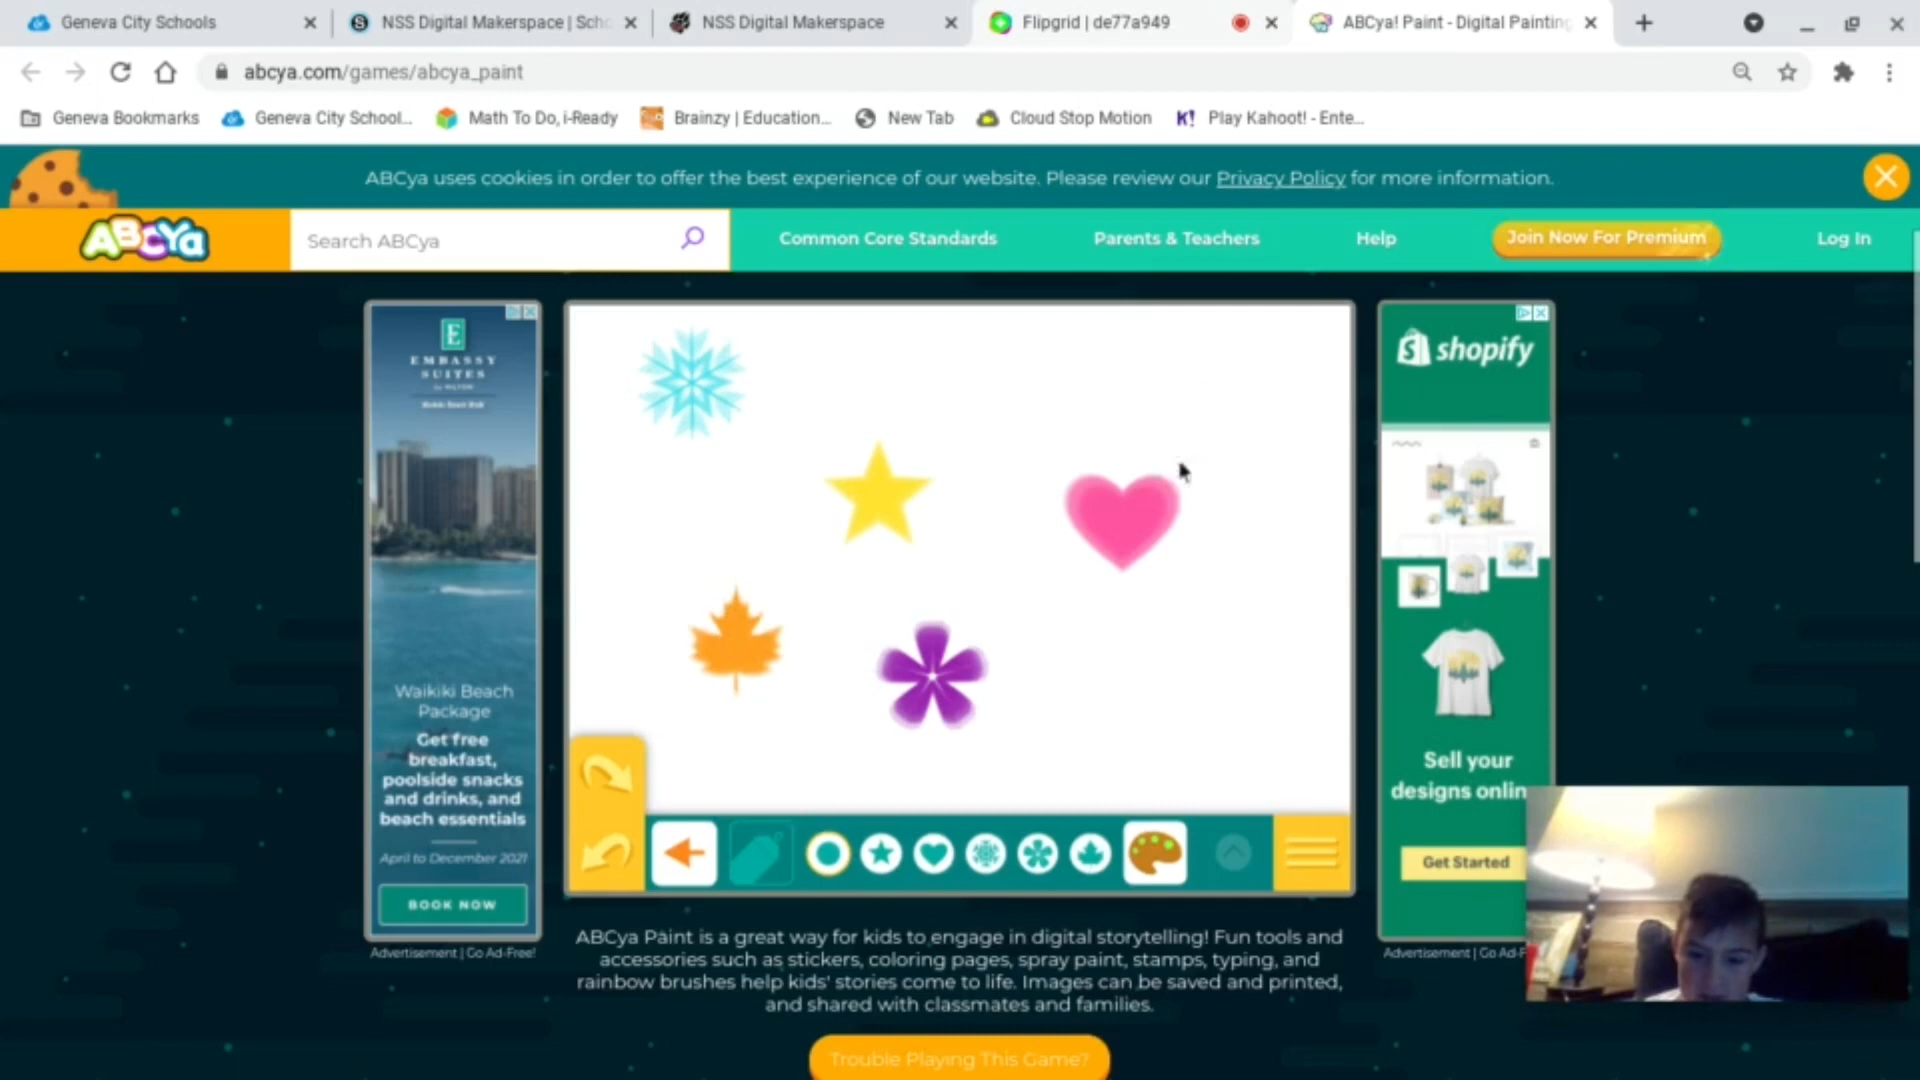 Geneva City Schools
NSS Digital Makerspace | Scho
NSS Digital Makerspace
Flipgrid | de77a949
ABCya! Paint - Digital Painting
abcya.com/games/abcya_paint
Geneva Bookmarks
Geneva City School...
Math To Do, i-Ready
Brainzy | Education...
New Tab
Cloud Stop Motion
K! Play Kahoot! - Ente...
ABCya uses cookies in order to offer the best experience of our website. Please review our Privacy Policy for more information.
ABCYa
Search ABCya
Common Core Standards
Parents & Teachers
Help
Join Now For Premium
Log In
E
EMBASSY
SUITES
Waikiki Beach
Package
Get free
breakfast,
poolside snacks
and drinks, and
beach essentials
April to December 2021
BOOK NOW
Advertisement | Go Ad-Free!
shopify
Sell your
designs onlin
Get Started
Advertisement | Go Ad-F
ABCya Paint is a great way for kids to engage in digital storytelling! Fun tools and
accessories such as stickers, coloring pages, spray paint, stamps, typing, and
rainbow brushes help kids' stories come to life. Images can be saved and printed,
and shared with classmates and families.
Trouble Playing This Game?